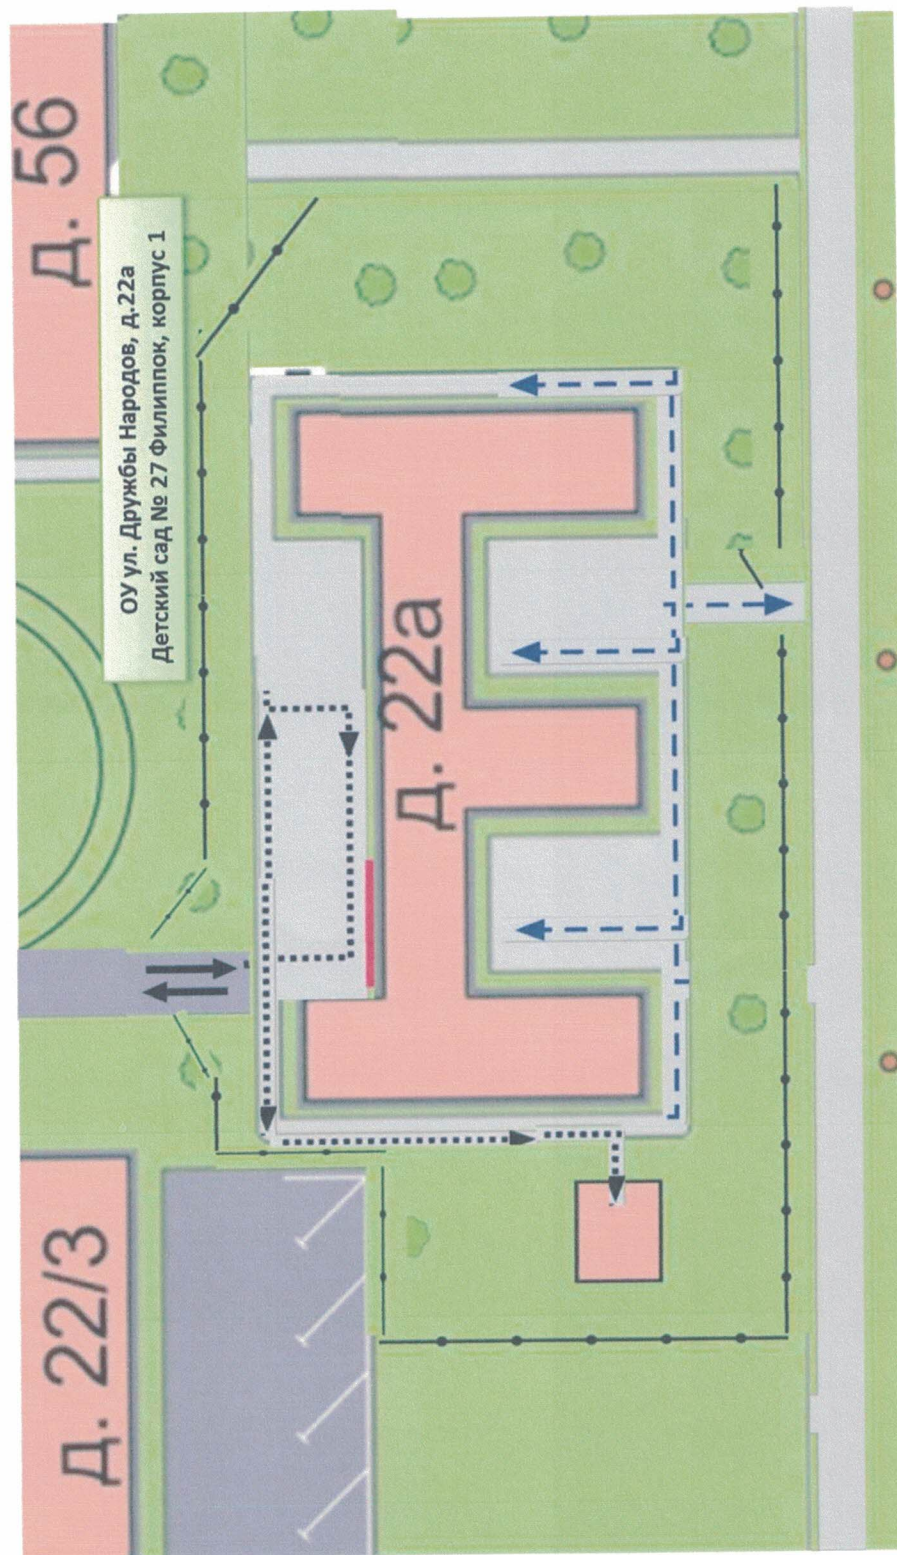 д. 56
ОУ ул. Дружбы Народов, д.22а
Детский сад № 27 Филиппок, корпус 1
д. 22а
д. 22/3